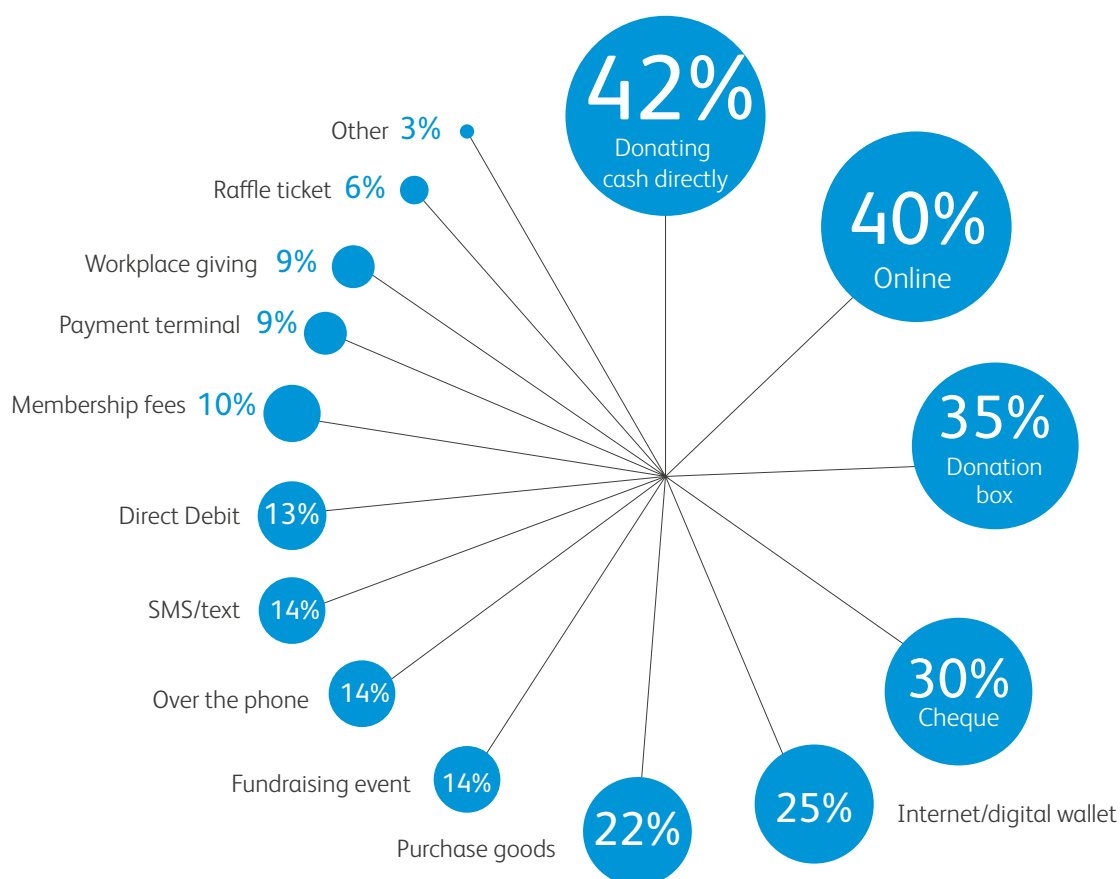 42%
Donating
cash directly
40%
Online
35%
Donation
box
30%
Cheque
25%
Internet/digital wallet
22%
Purchase goods
14%
Fundraising event
14%
Over the phone
14%
SMS/text
13%
Direct Debit
Membership fees 10%
Payment terminal 9%
Workplace giving 9%
Raffle ticket 6%
Other 3%